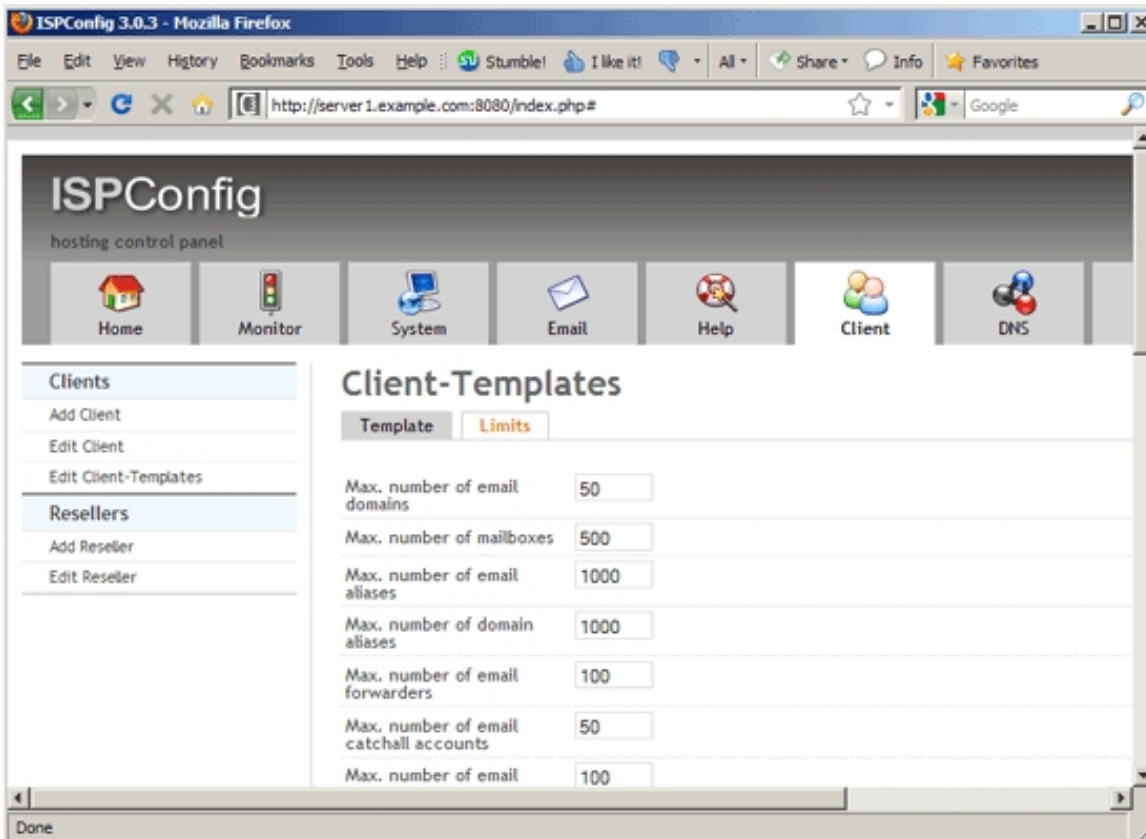 ISPConfig 3.0.3 - Mozilla Firefox
File Edit View History Bookmarks Tools Help Stumble! I like it! All Share Info Favorites
http://server1.example.com:8080/index.php# Google
ISPConfig
hosting control panel
Home Monitor System Email Help Client DNS
Clients
Add Client
Edit Client
Edit Client-Templates
Resellers
Add Reseller
Edit Reseller
Client-Templates
Template Limits
Max. number of email
domains
50
Max. number of mailboxes 500
Max. number of email
aliases
1000
Max. number of domain
aliases
1000
Max. number of email
forwarders
100
Max. number of email
catchall accounts
50
Max. number of email 100
Done